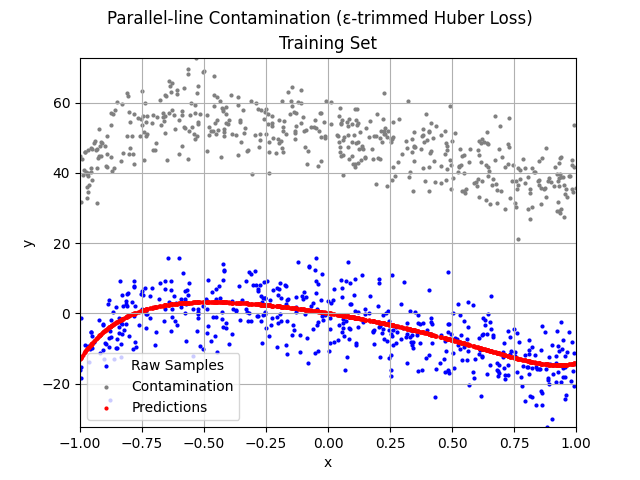 Parallel-line Contamination (ε-trimmed Huber Loss)
Training Set
y
60
40
20
0
−20
Raw Samples
Contamination
Predictions
−1.00 −0.75 −0.50 −0.25 0.00 0.25 0.50 0.75 1.00
x